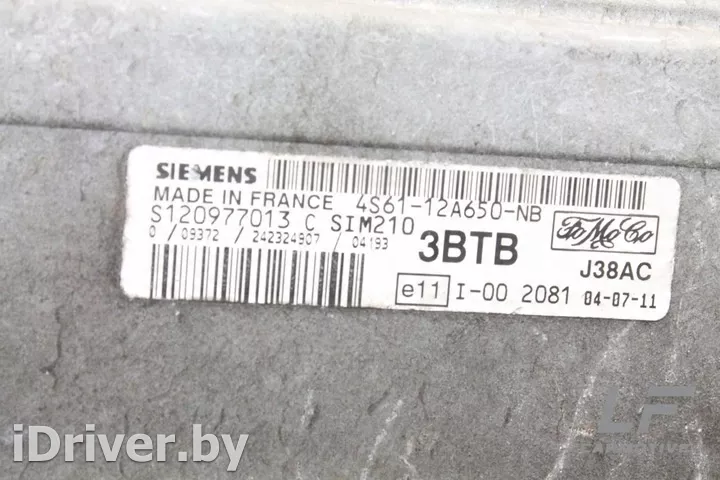 SIEMENS
MADE IN FRANCE 4S61-12A650-NB
S120977013 C SIM210
FoMoCo
0 / 09372 / 242324907 / 04193
3BTB
J38AC
e11 I-00 2081 04-07-11
LF
iDriver.by